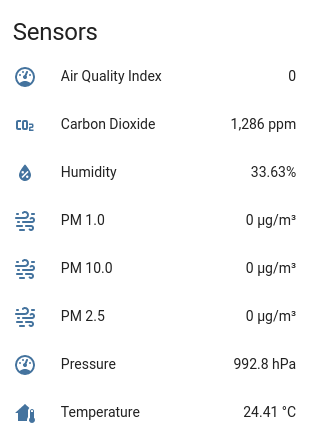 Sensors
Air Quality Index 0
CO₂ Carbon Dioxide 1,286 ppm
Humidity 33.63%
PM 1.0 0 µg/m³
PM 10.0 0 µg/m³
PM 2.5 0 µg/m³
Pressure 992.8 hPa
Temperature 24.41 °C